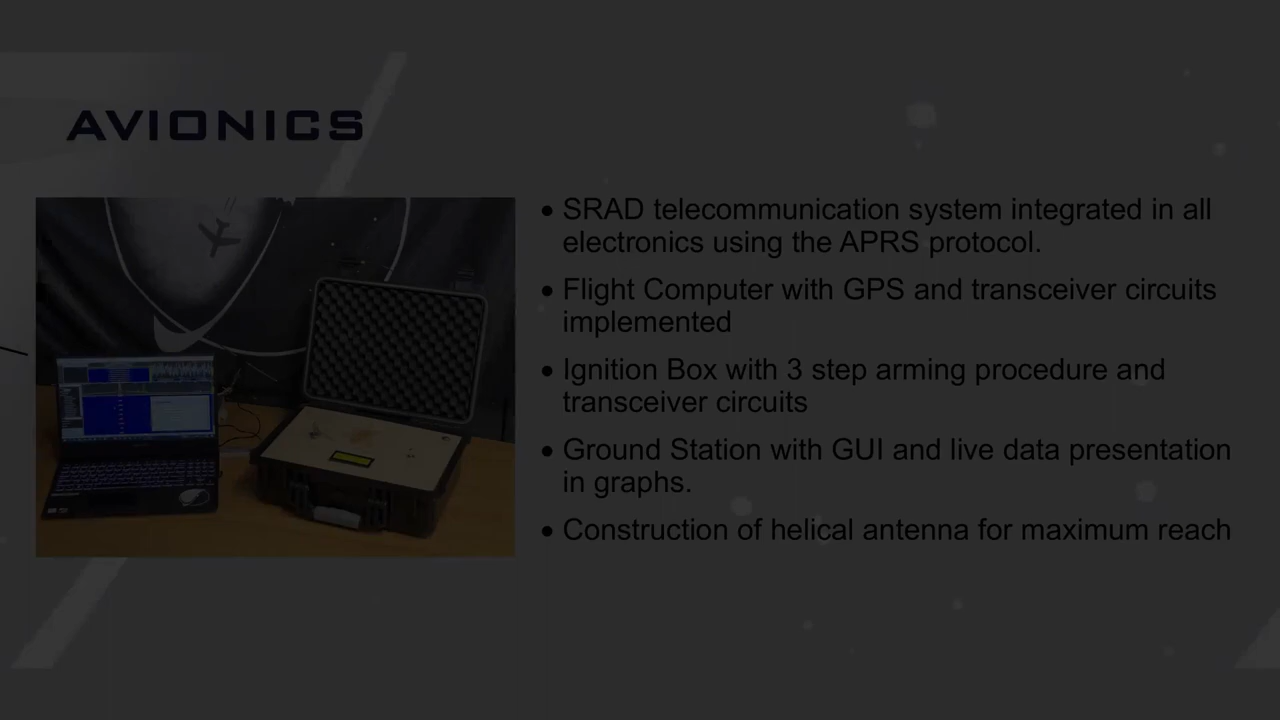 AVIONICS
• SRAD telecommunication system integrated in all
electronics using the APRS protocol.
• Flight Computer with GPS and transceiver circuits
implemented
• Ignition Box with 3 step arming procedure and
transceiver circuits
• Ground Station with GUI and live data presentation
in graphs.
• Construction of helical antenna for maximum reach